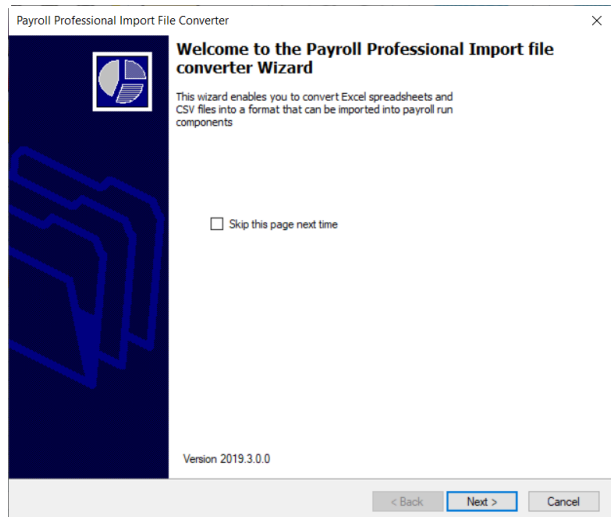 Payroll Professional Import File Converter
Welcome to the Payroll Professional Import file
converter Wizard
This wizard enables you to convert Excel spreadsheets and
CSV files into a format that can be imported into payroll run
components
Skip this page next time
Version 2019.3.0.0
< Back
Next >
Cancel